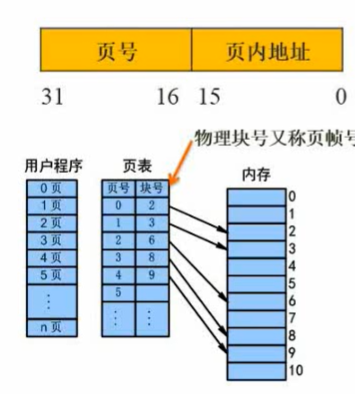 页号 页内地址
31 16 15 0
物理块号又称页帧号
用户程序 页表 内存
0页
1页
2页
3页
4页
5页
⋮
n页
页号 块号
0 2
1 3
2 6
3 8
4 9
5
⋮ ⋮
0
1
2
3
4
5
6
7
8
9
10